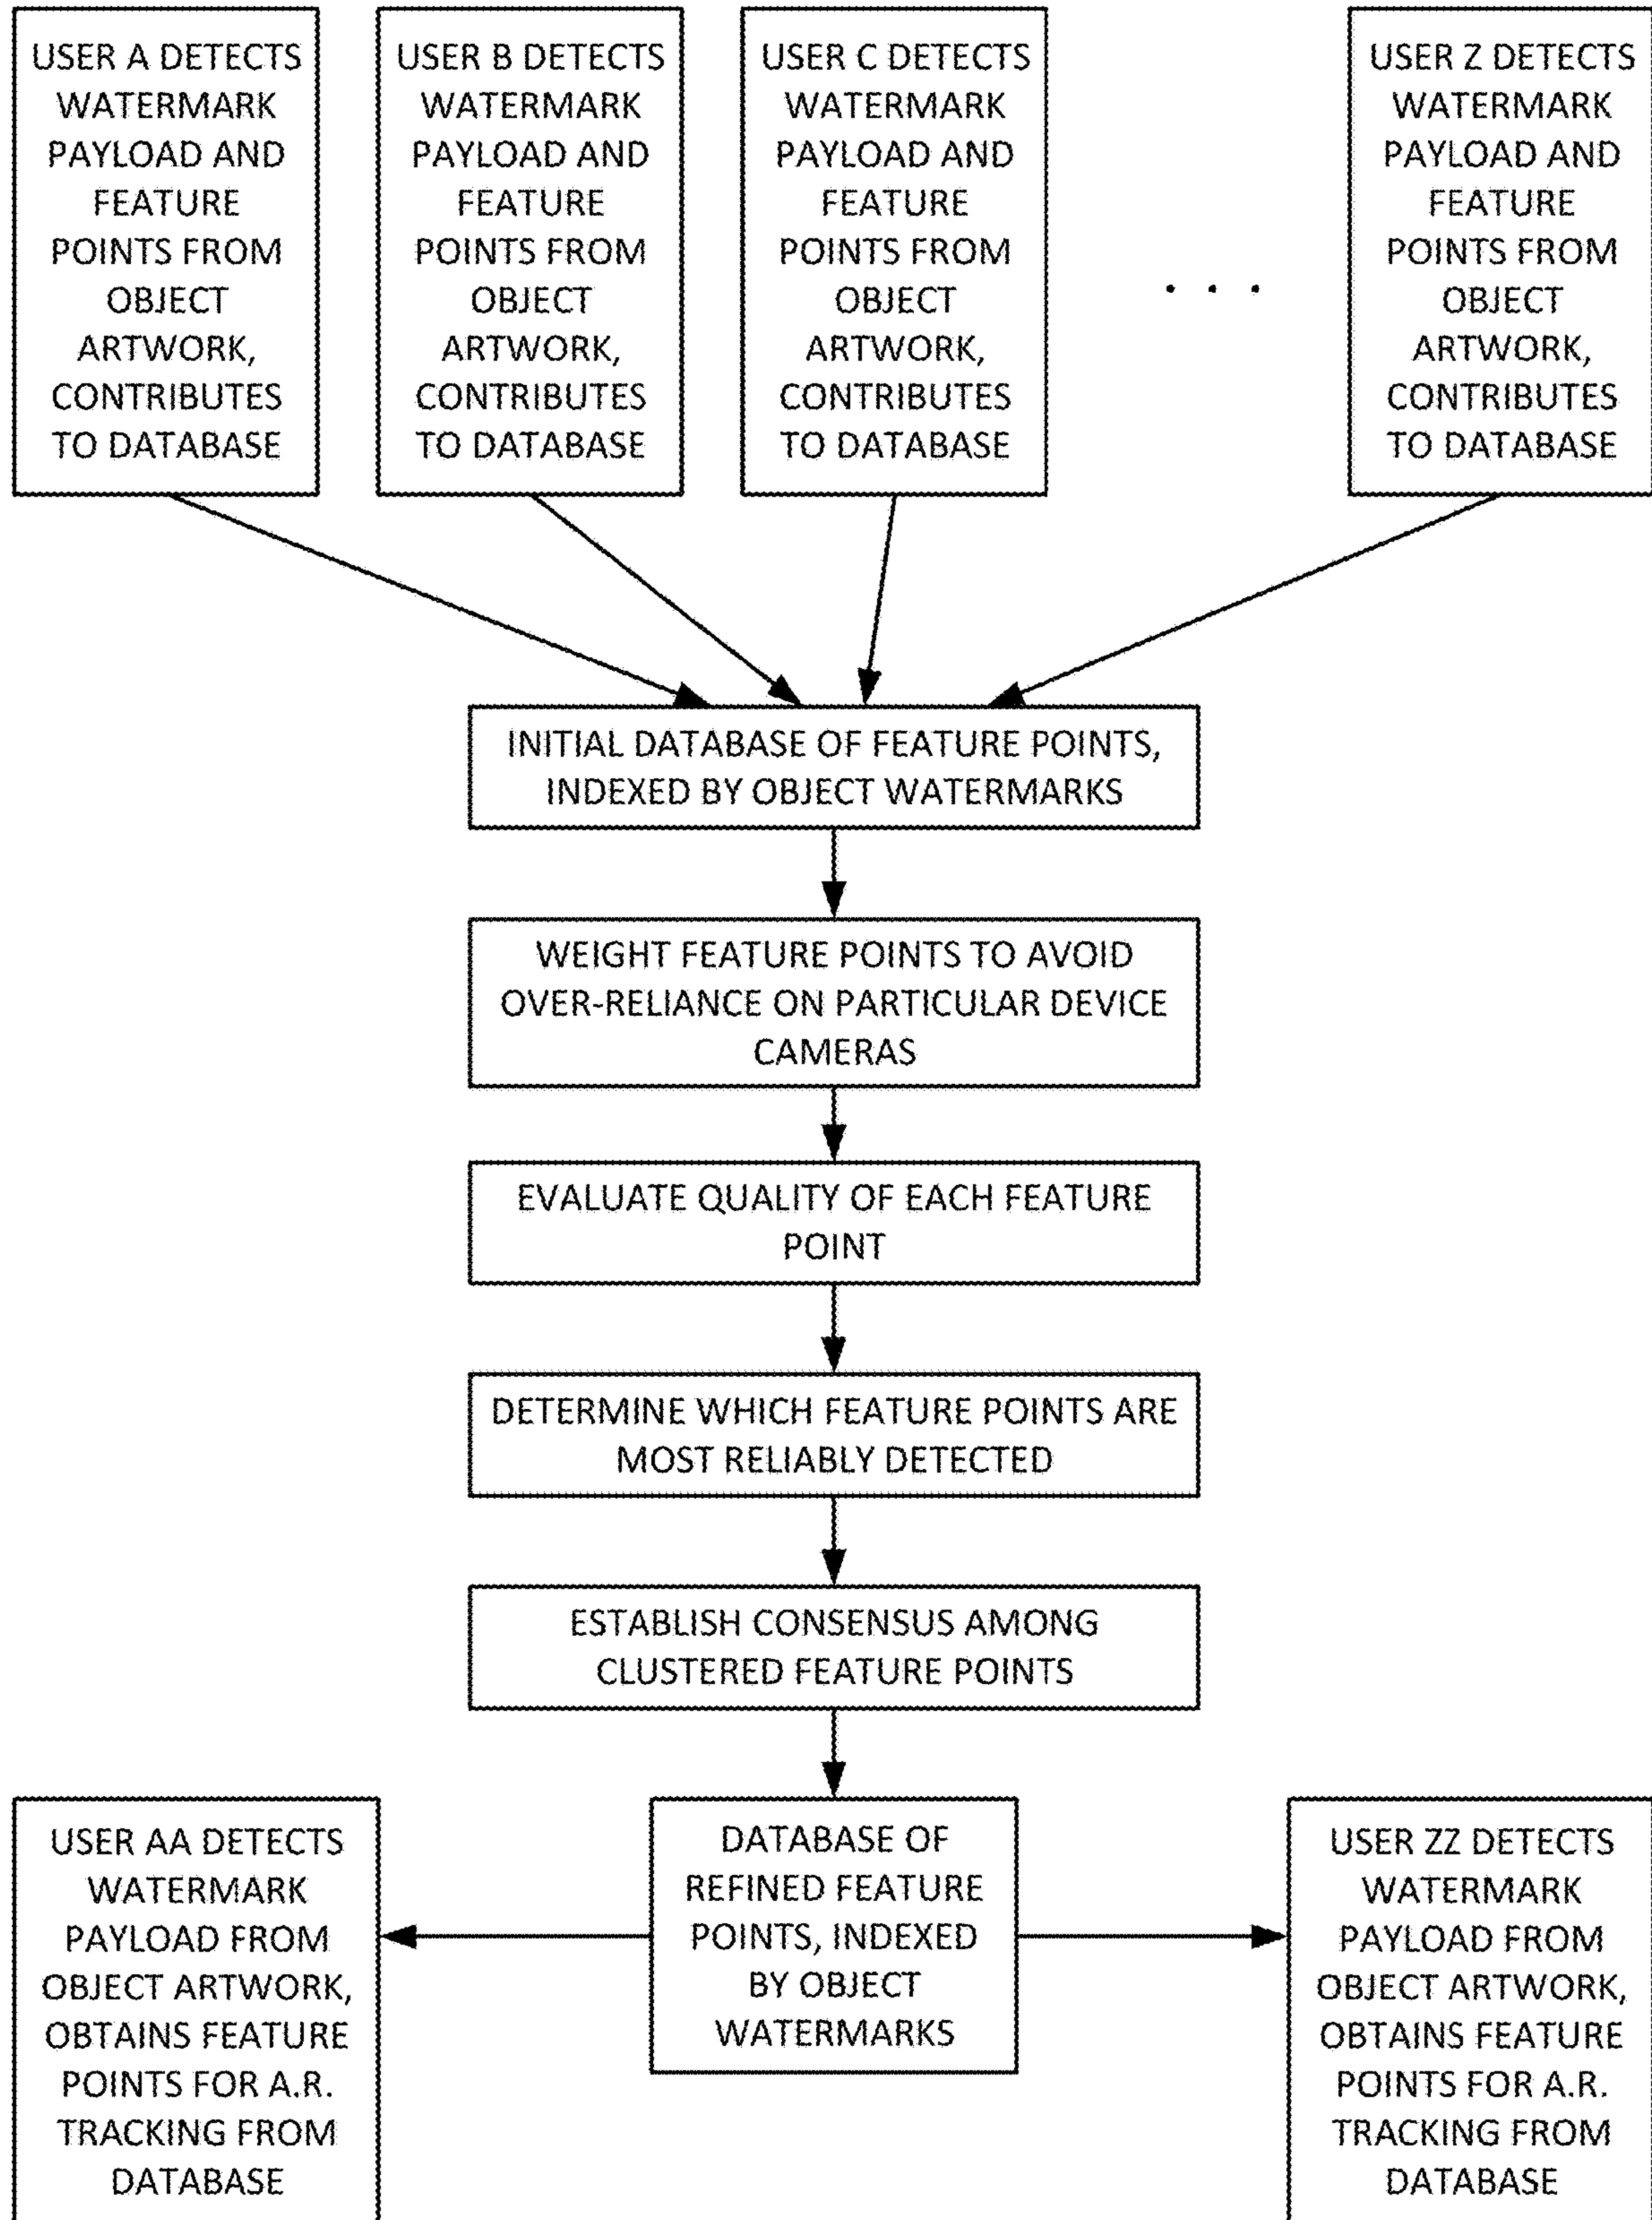 USER A DETECTS
WATERMARK
PAYLOAD AND
FEATURE
POINTS FROM
OBJECT
ARTWORK,
CONTRIBUTES
TO DATABASE
USER B DETECTS
WATERMARK
PAYLOAD AND
FEATURE
POINTS FROM
OBJECT
ARTWORK,
CONTRIBUTES
TO DATABASE
USER C DETECTS
WATERMARK
PAYLOAD AND
FEATURE
POINTS FROM
OBJECT
ARTWORK,
CONTRIBUTES
TO DATABASE
. . .
USER Z DETECTS
WATERMARK
PAYLOAD AND
FEATURE
POINTS FROM
OBJECT
ARTWORK,
CONTRIBUTES
TO DATABASE
INITIAL DATABASE OF FEATURE POINTS,
INDEXED BY OBJECT WATERMARKS
WEIGHT FEATURE POINTS TO AVOID
OVER-RELIANCE ON PARTICULAR DEVICE
CAMERAS
EVALUATE QUALITY OF EACH FEATURE
POINT
DETERMINE WHICH FEATURE POINTS ARE
MOST RELIABLY DETECTED
ESTABLISH CONSENSUS AMONG
CLUSTERED FEATURE POINTS
USER AA DETECTS
WATERMARK
PAYLOAD FROM
OBJECT ARTWORK,
OBTAINS FEATURE
POINTS FOR A.R.
TRACKING FROM
DATABASE
DATABASE OF
REFINED FEATURE
POINTS, INDEXED
BY OBJECT
WATERMARKS
USER ZZ DETECTS
WATERMARK
PAYLOAD FROM
OBJECT ARTWORK,
OBTAINS FEATURE
POINTS FOR A.R.
TRACKING FROM
DATABASE